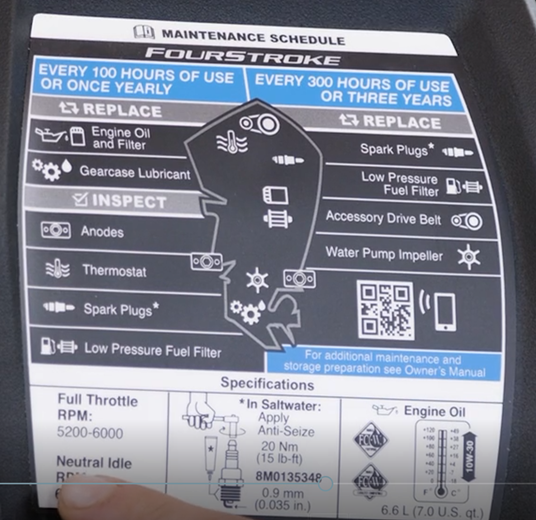 MAINTENANCE SCHEDULE
FOURSTROKE
EVERY 100 HOURS OF USE
OR ONCE YEARLY
EVERY 300 HOURS OF USE
OR THREE YEARS
REPLACE
Engine Oil
and Filter
Gearcase Lubricant
INSPECT
Anodes
Thermostat
Spark Plugs*
Low Pressure Fuel Filter
REPLACE
Spark Plugs*
Low Pressure
Fuel Filter
Accessory Drive Belt
Water Pump Impeller
For additional maintenance and
storage preparation see Owner's Manual
Specifications
Full Throttle
RPM:
5200-6000
Neutral Idle
*In Saltwater:
Apply
Anti-Seize
20 Nm
(15 lb-ft)
8M0135348
0.9 mm
(0.035 in.)
Engine Oil
10W-30
F° C°
6.6 L (7.0 U.S. qt.)